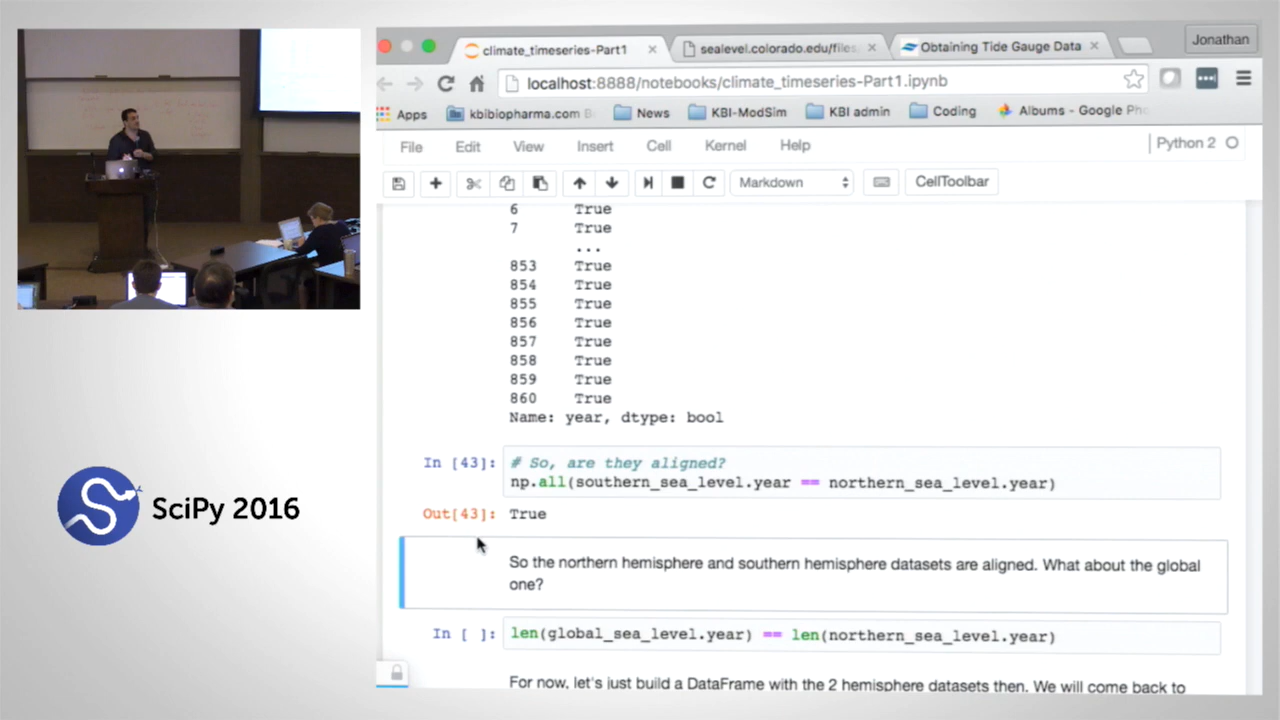 climate_timeseries-Part1
sealevel.colorado.edu/files
Obtaining Tide Gauge Data
Jonathan
localhost:8888/notebooks/climate_timeseries-Part1.ipynb
Apps
kbibiopharma.com
News
KBI-ModSim
KBI admin
Coding
Albums - Google Pho
File Edit View Insert Cell Kernel Help
Python 2
Markdown
CellToolbar
6 True
7 True
...
853 True
854 True
855 True
856 True
857 True
858 True
859 True
860 True
Name: year, dtype: bool
In [43]: # So, are they aligned?
np.all(southern_sea_level.year == northern_sea_level.year)
Out[43]: True
So the northern hemisphere and southern hemisphere datasets are aligned. What about the global
one?
In [ ]: len(global_sea_level.year) == len(northern_sea_level.year)
For now, let's just build a DataFrame with the 2 hemisphere datasets then. We will come back to
SciPy 2016